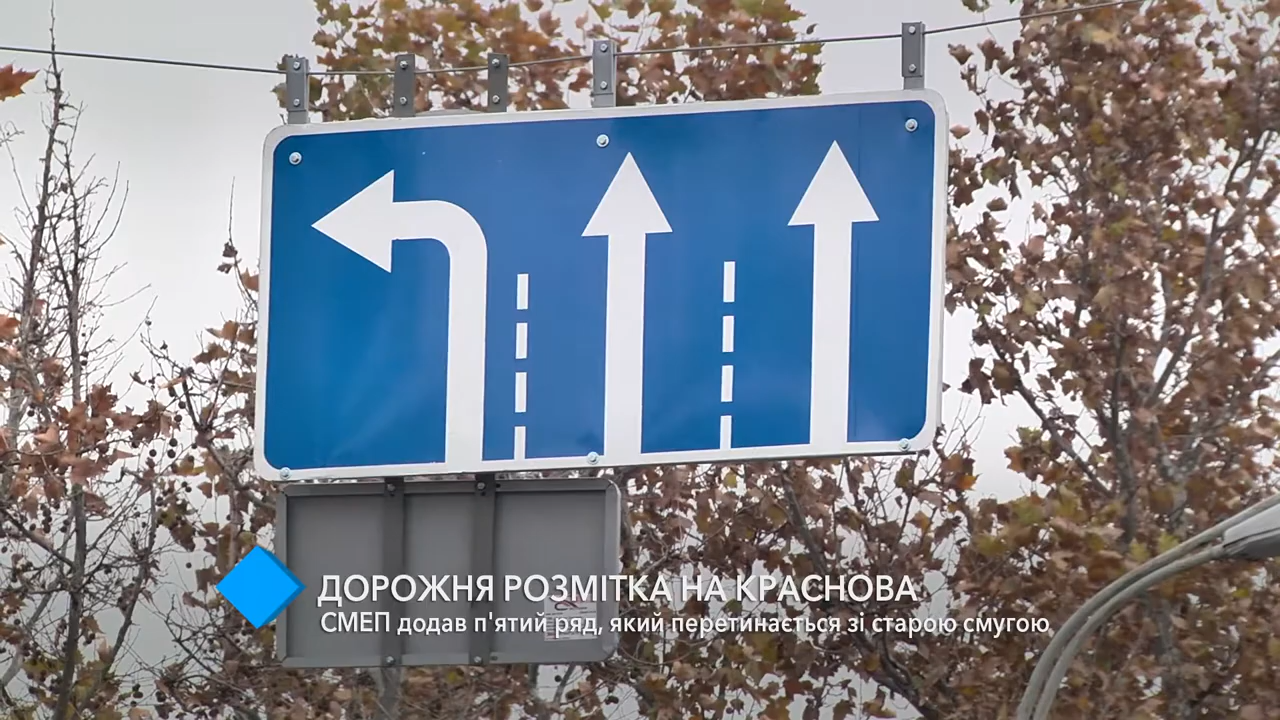 ДОРОЖНЯ РОЗМІТКА НА КРАСНОВА
СМЕП додав п'ятий ряд, який перетинається зі старою смугою